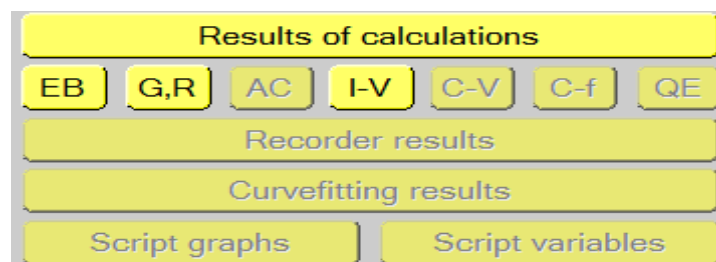 Results of calculations
EB G,R AC I-V C-V C-f QE
Recorder results
Curvefitting results
Script graphs Script variables